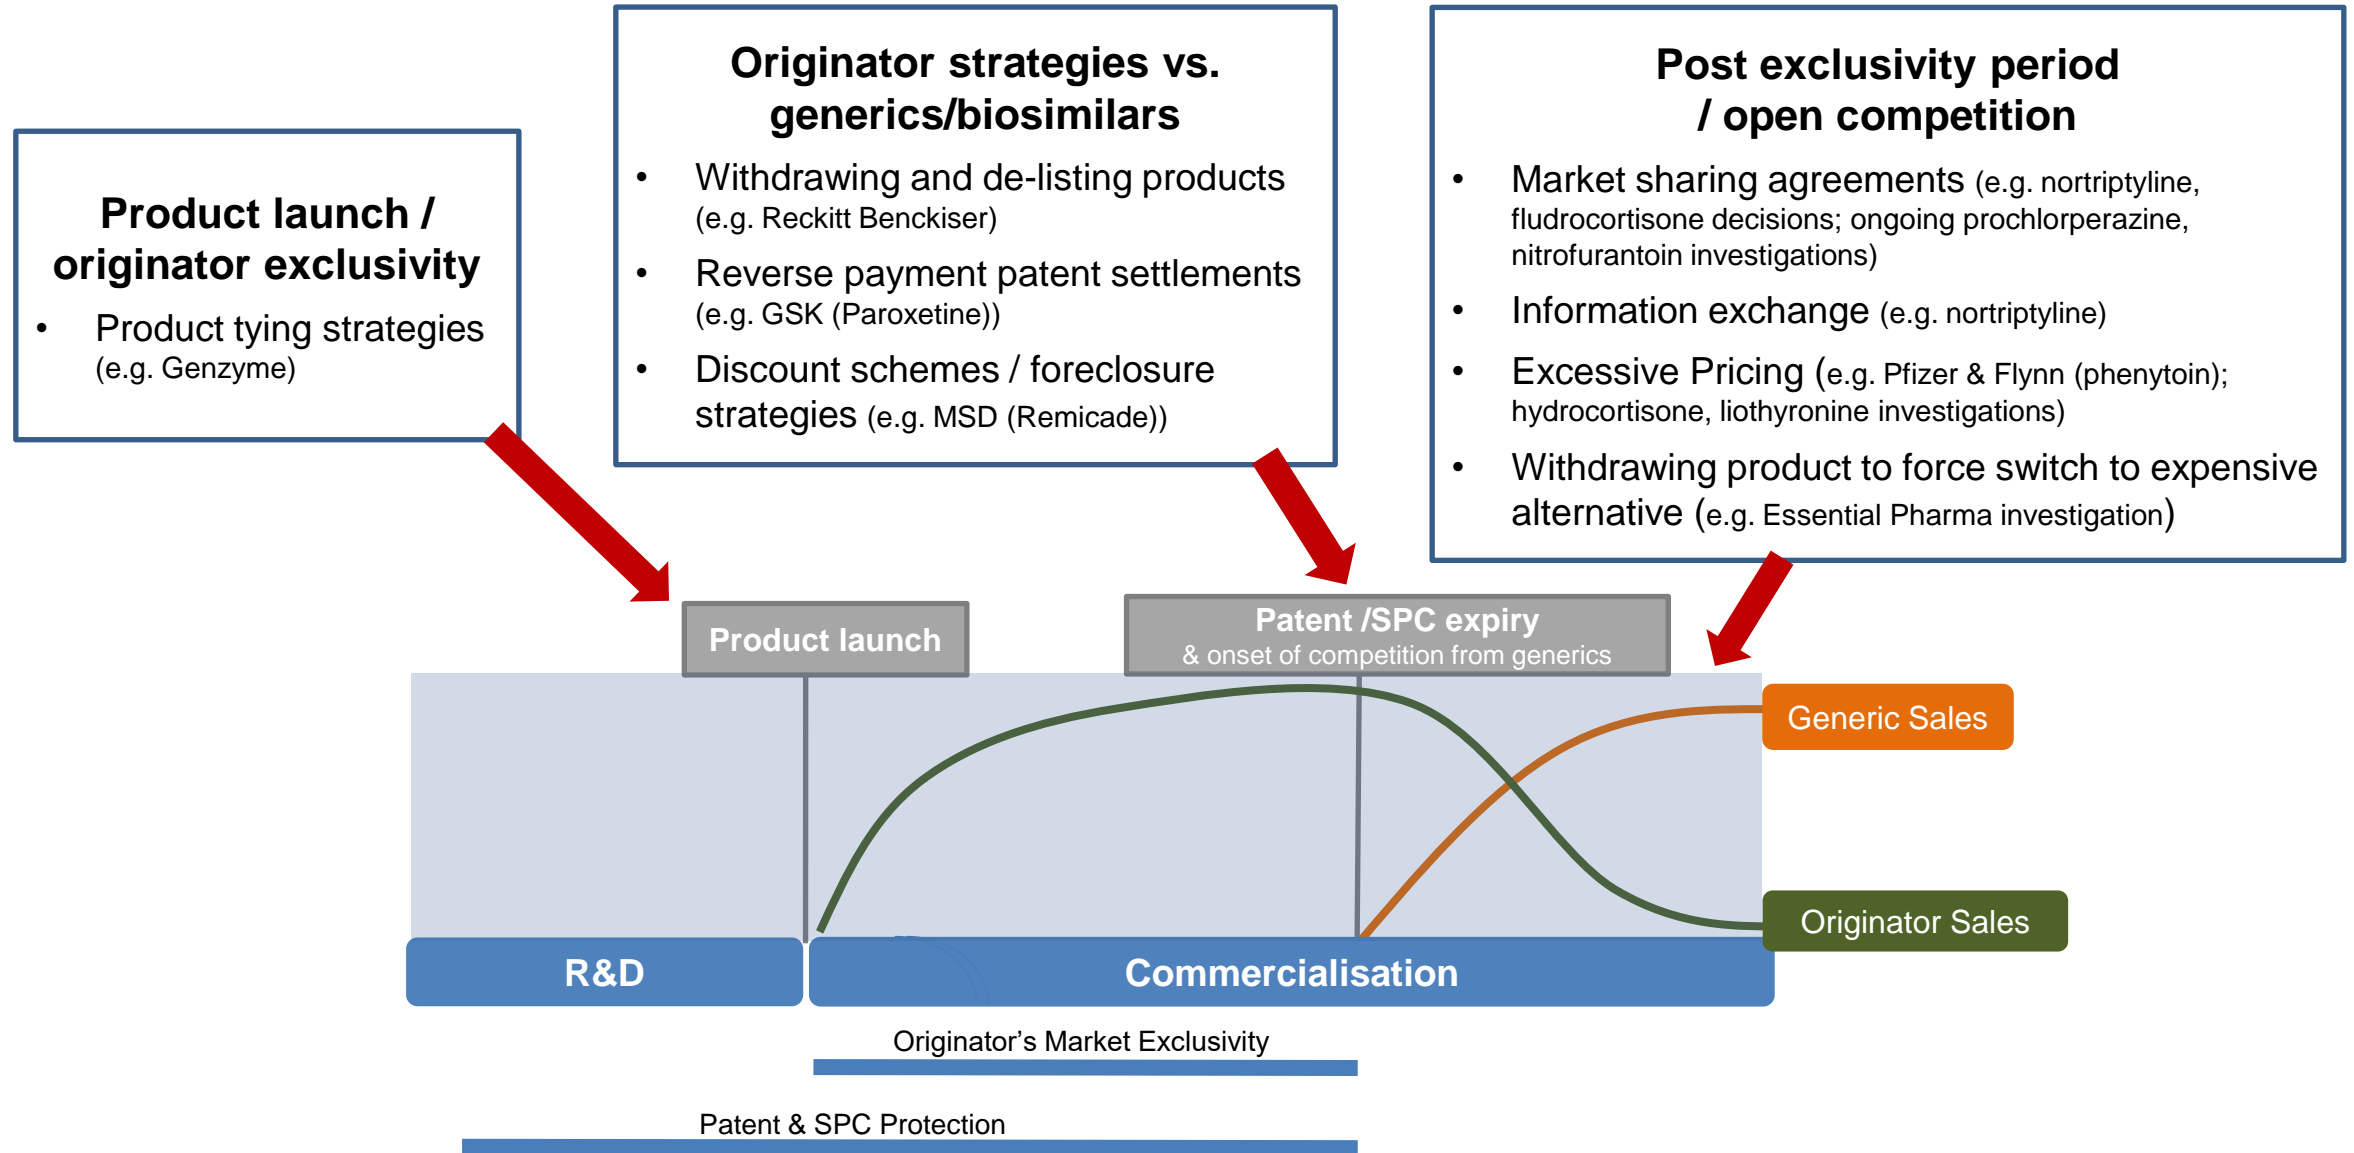 Product launch /
originator exclusivity
• Product tying strategies
(e.g. Genzyme)
Originator strategies vs.
generics/biosimilars
• Withdrawing and de-listing products
(e.g. Reckitt Benckiser)
• Reverse payment patent settlements
(e.g. GSK (Paroxetine))
• Discount schemes / foreclosure
strategies (e.g. MSD (Remicade))
Post exclusivity period
/ open competition
• Market sharing agreements (e.g. nortriptyline,
fludrocortisone decisions; ongoing prochlorperazine,
nitrofurantoin investigations)
• Information exchange (e.g. nortriptyline)
• Excessive Pricing (e.g. Pfizer & Flynn (phenytoin);
hydrocortisone, liothyronine investigations)
• Withdrawing product to force switch to expensive
alternative (e.g. Essential Pharma investigation)
Product launch
Patent /SPC expiry
& onset of competition from generics
Generic Sales
Originator Sales
R&D
Commercialisation
Originator’s Market Exclusivity
Patent & SPC Protection